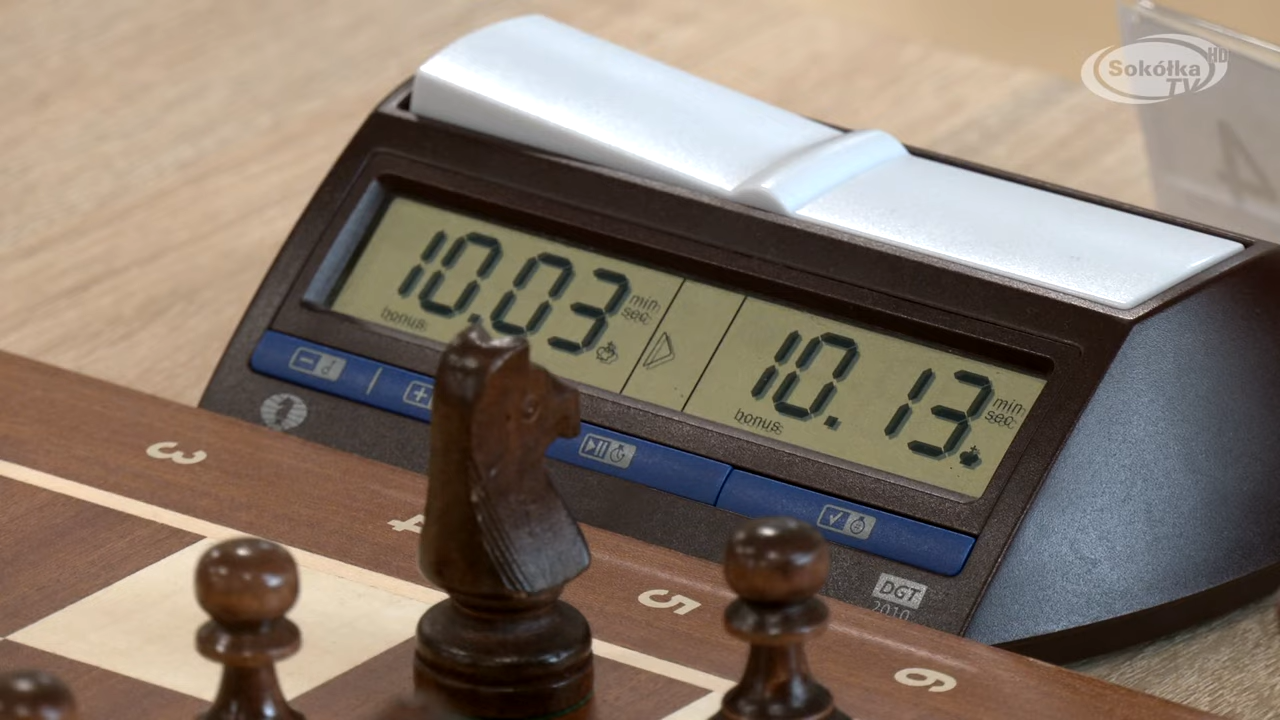 Sokółka HD
TV
4
10.03 min
sec
bonus
10.13 min
sec
bonus
3
4
5
6
DGT
2010